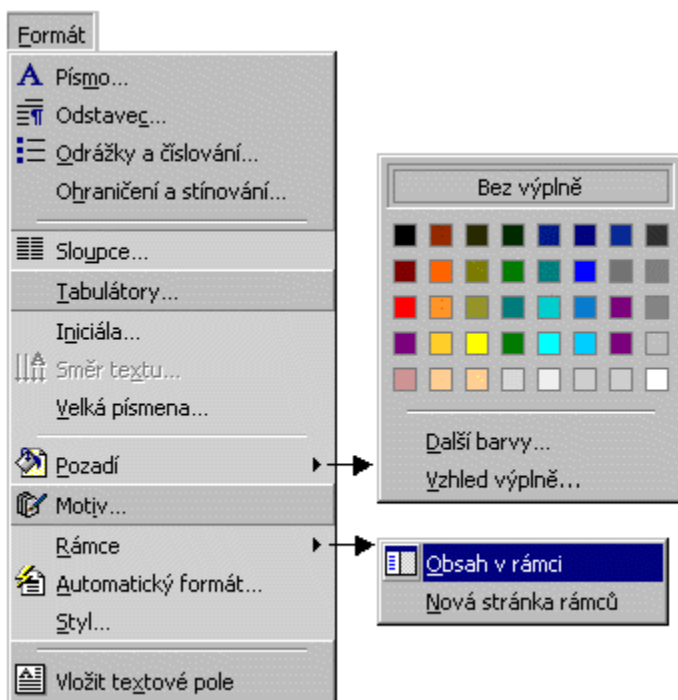 Formát
Písmo...
Odstavec...
Odrážky a číslování...
Ohraničení a stínování...
Sloupce...
Tabulátory...
Iniciála...
Směr textu...
Velká písmena...
Pozadí
Motiv...
Rámce
Automatický formát...
Styl...
Vložit textové pole
Bez výplně
Další barvy...
Vzhled výplně...
Obsah v rámci
Nová stránka rámců